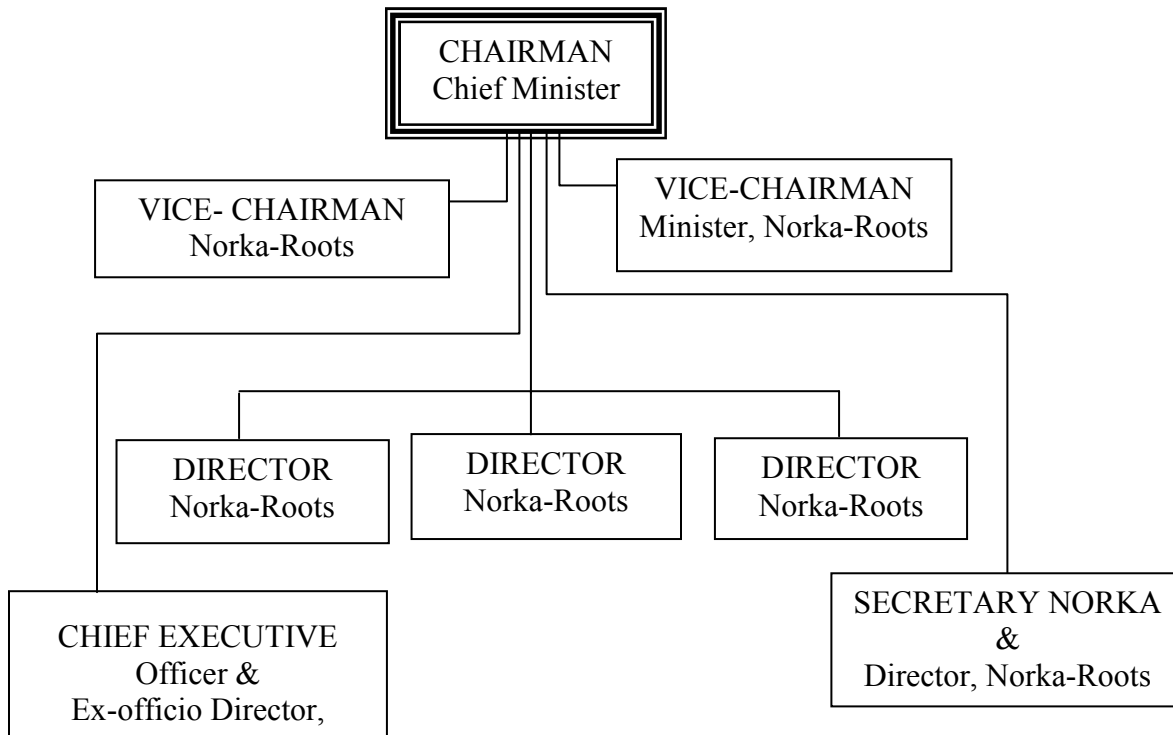 CHAIRMAN
Chief Minister
VICE- CHAIRMAN
Norka-Roots
VICE-CHAIRMAN
Minister, Norka-Roots
DIRECTOR
Norka-Roots
DIRECTOR
Norka-Roots
DIRECTOR
Norka-Roots
CHIEF EXECUTIVE
Officer &
Ex-officio Director,
SECRETARY NORKA
&
Director, Norka-Roots